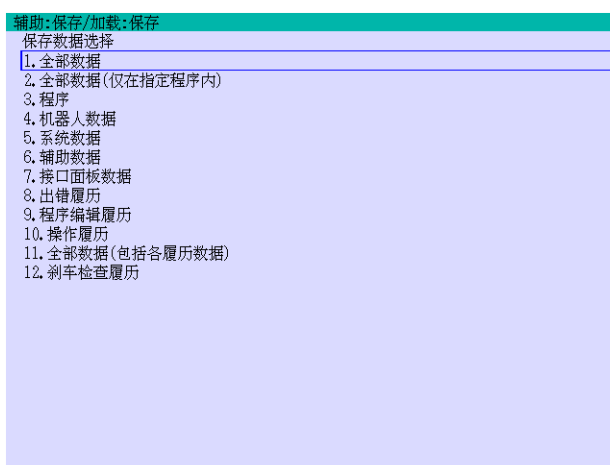 辅助:保存/加载:保存
保存数据选择
1.全部数据
2.全部数据(仅在指定程序内)
3.程序
4.机器人数据
5.系统数据
6.辅助数据
7.接口面板数据
8.出错履历
9.程序编辑履历
10.操作履历
11.全部数据(包括各履历数据)
12.刹车检查履历